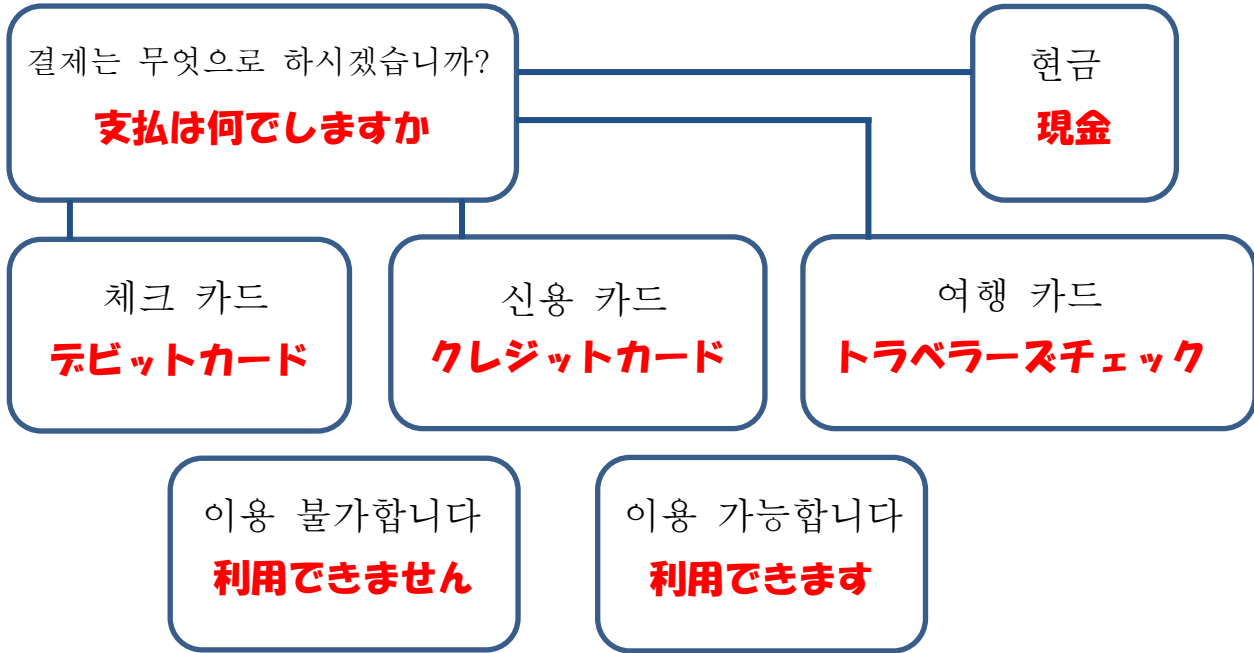 결제는 무엇으로 하시겠습니까?
支払は何でしますか
현금
現金
체크 카드
デビットカード
신용 카드
クレジットカード
여행 카드
トラベラーズチェック
이용 불가합니다
利用できません
이용 가능합니다
利用できます